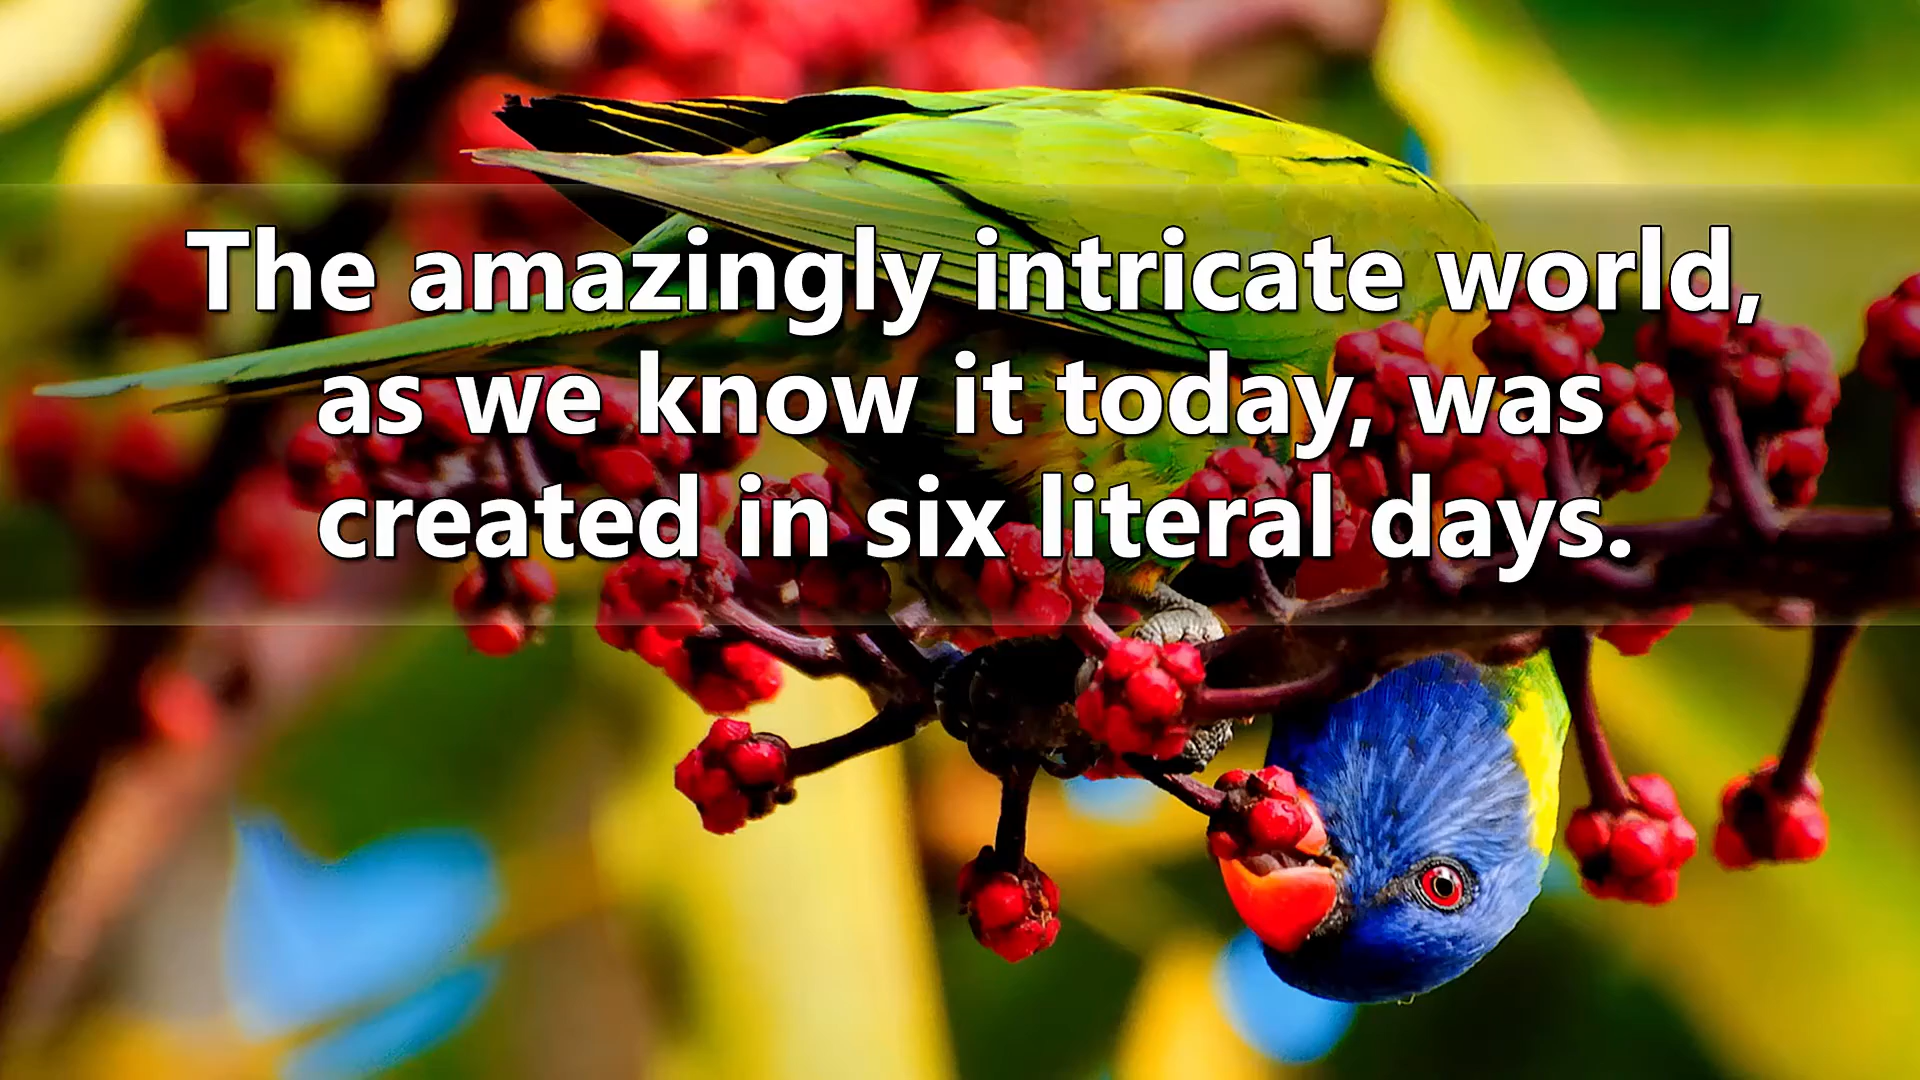 The amazingly intricate world,
as we know it today, was
created in six literal days.